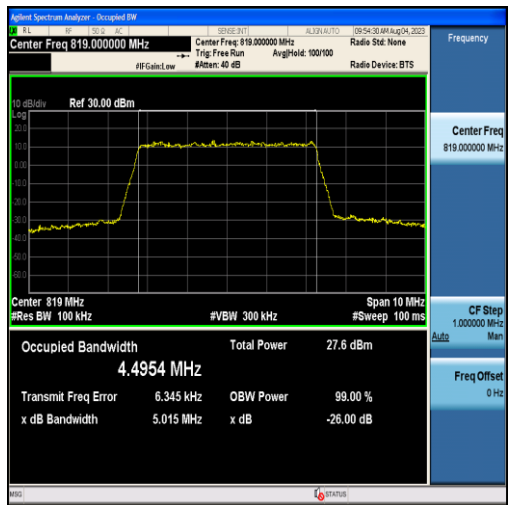 Agilent Spectrum Analyzer - Occupied BW
RL RF 50 Ω AC SENSE:INT ALIGN AUTO 09:54:30 AM Aug 04, 2023
Center Freq 819.000000 MHz
Center Freq: 819.000000 MHz
Radio Std: None
Trig: Free Run Avg|Hold: 100/100
#IFGain:Low
#Atten: 40 dB
Radio Device: BTS
Frequency
10 dB/div Ref 30.00 dBm
Log
20.0
10.0
0.00
-10.0
-20.0
-30.0
-40.0
-50.0
-60.0
Center Freq
819.000000 MHz
Center 819 MHz Span 10 MHz
#Res BW 100 kHz #VBW 300 kHz #Sweep 100 ms
CF Step
1.000000 MHz
Auto Man
Occupied Bandwidth Total Power 27.6 dBm
4.4954 MHz
Freq Offset
0 Hz
Transmit Freq Error 6.345 kHz OBW Power 99.00 %
x dB Bandwidth 5.015 MHz x dB -26.00 dB
MSG STATUS